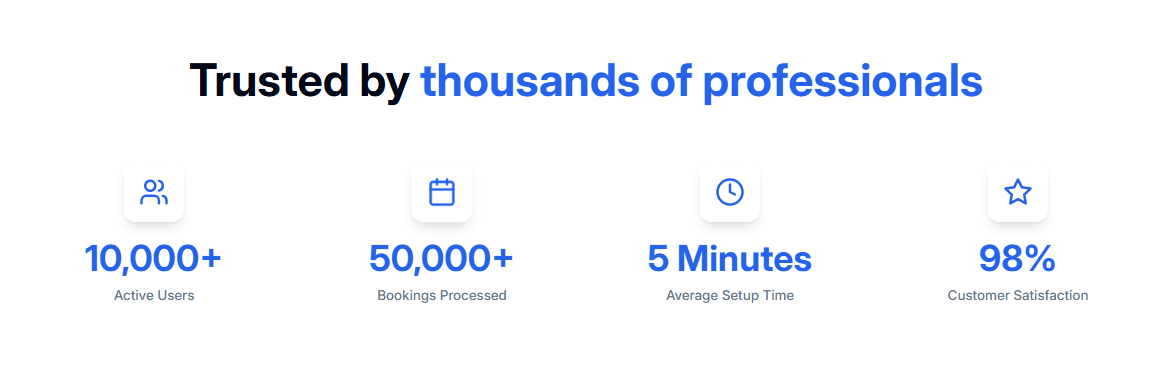 Trusted by thousands of professionals
10,000+
50,000+
5 Minutes
98%
Active Users
Bookings Processed
Average Setup Time
Customer Satisfaction